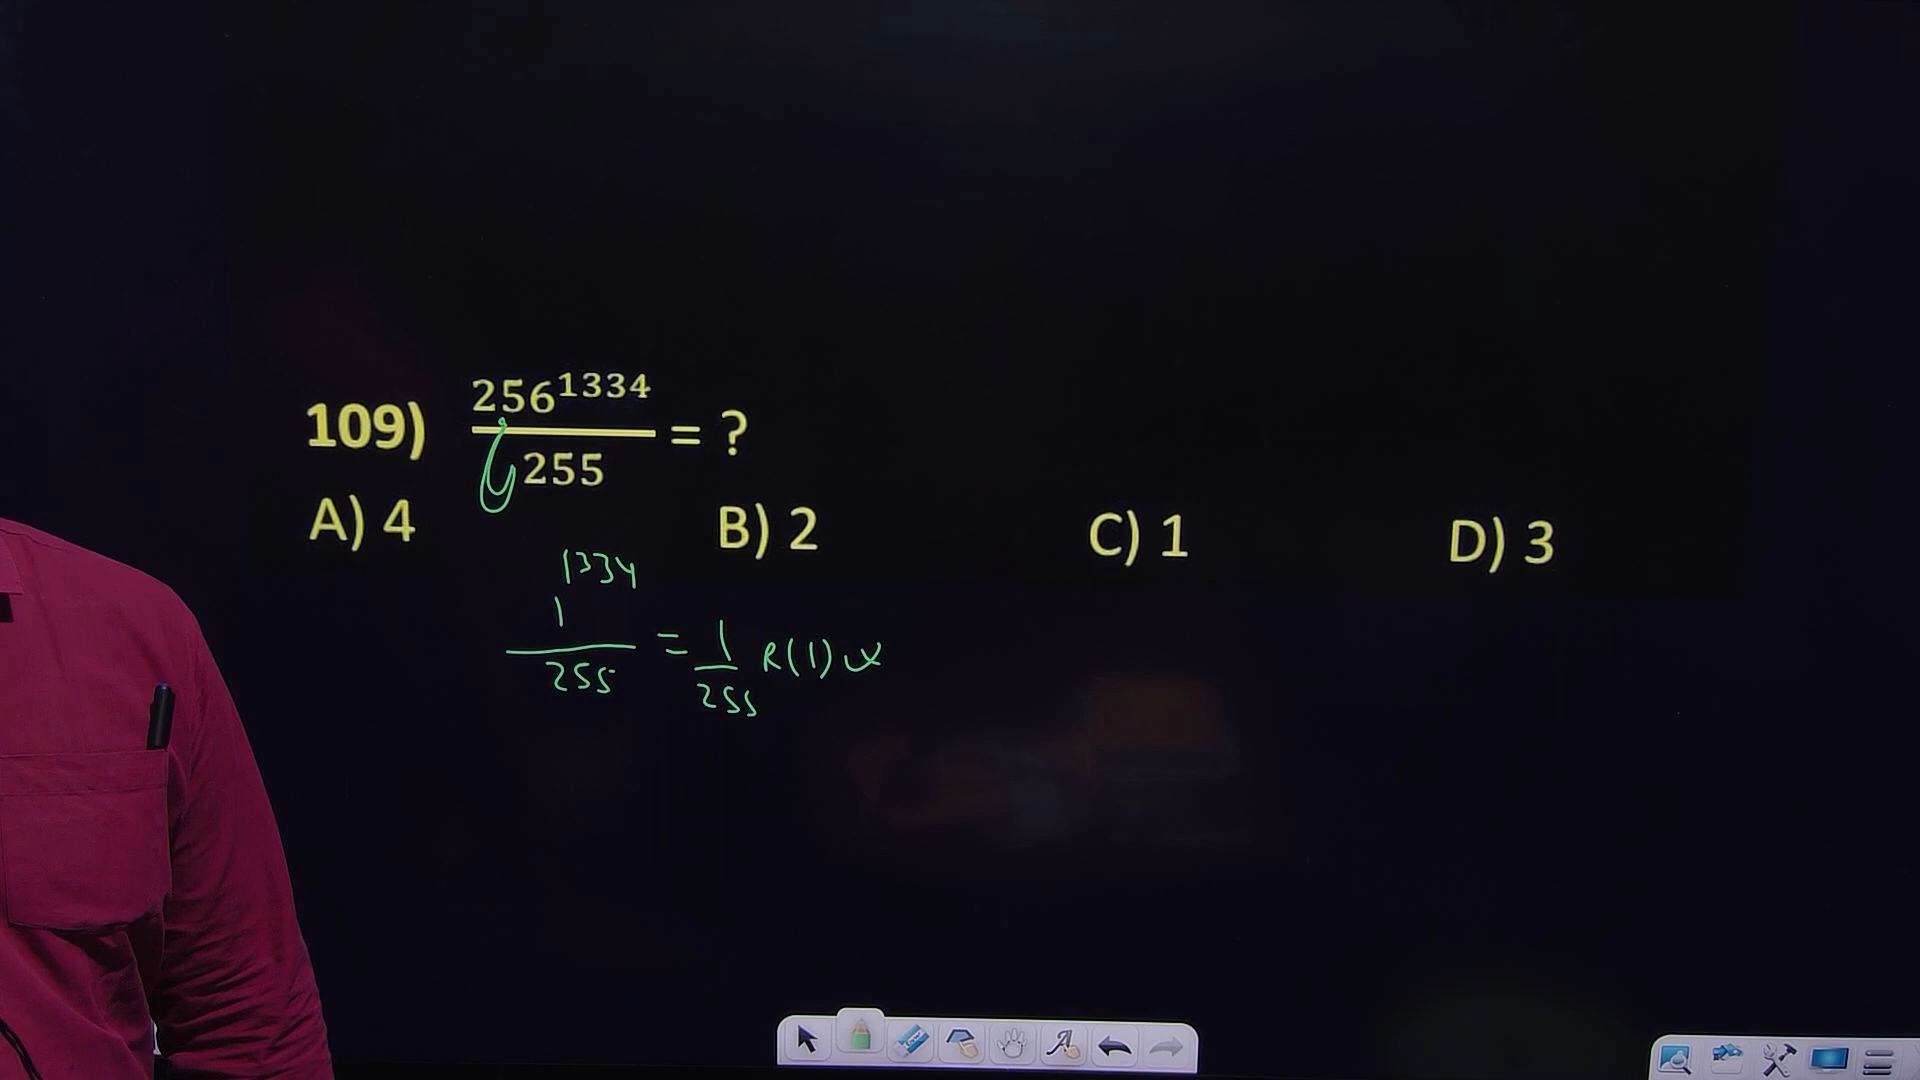 109) 256^1334 / 255 = ?
A) 4 B) 2 C) 1 D) 3
1^1334 / 255 = 1/255 R(1)